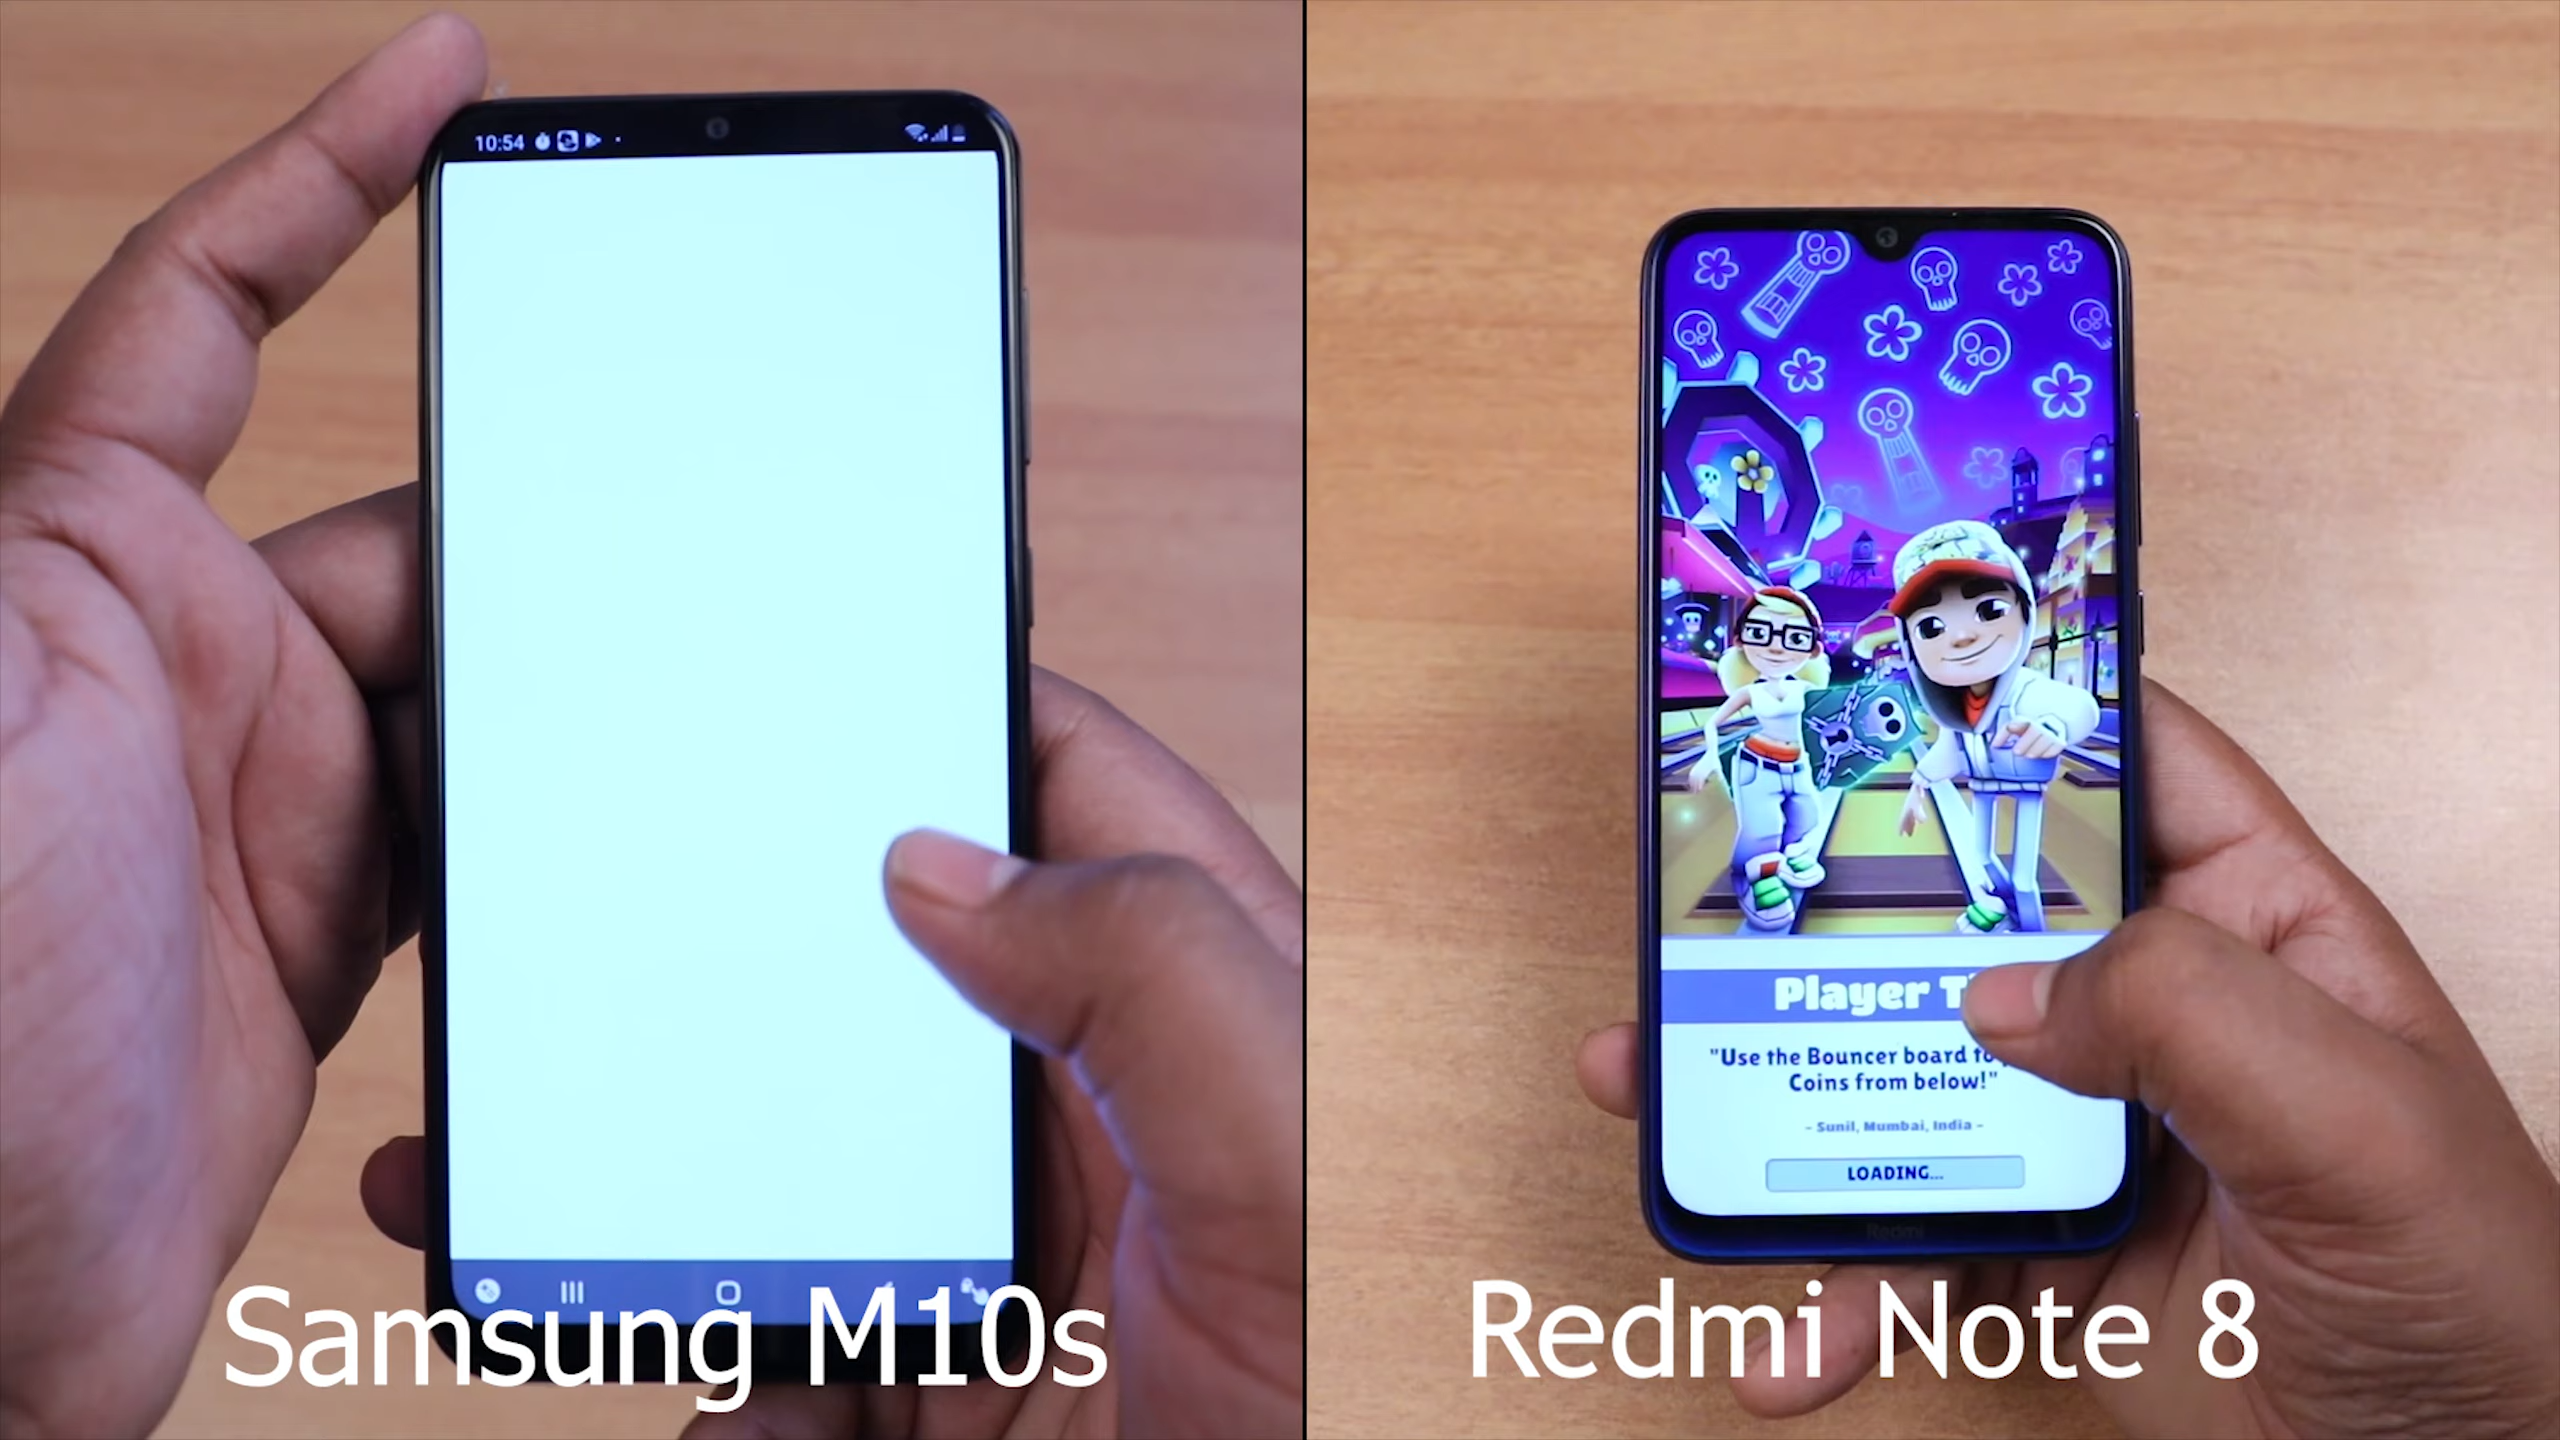 10:54
Player
"Use the Bouncer board to
Coins from below!"
- Sunil, Mumbai, India -
LOADING...
Redmi
Samsung M10s
Redmi Note 8